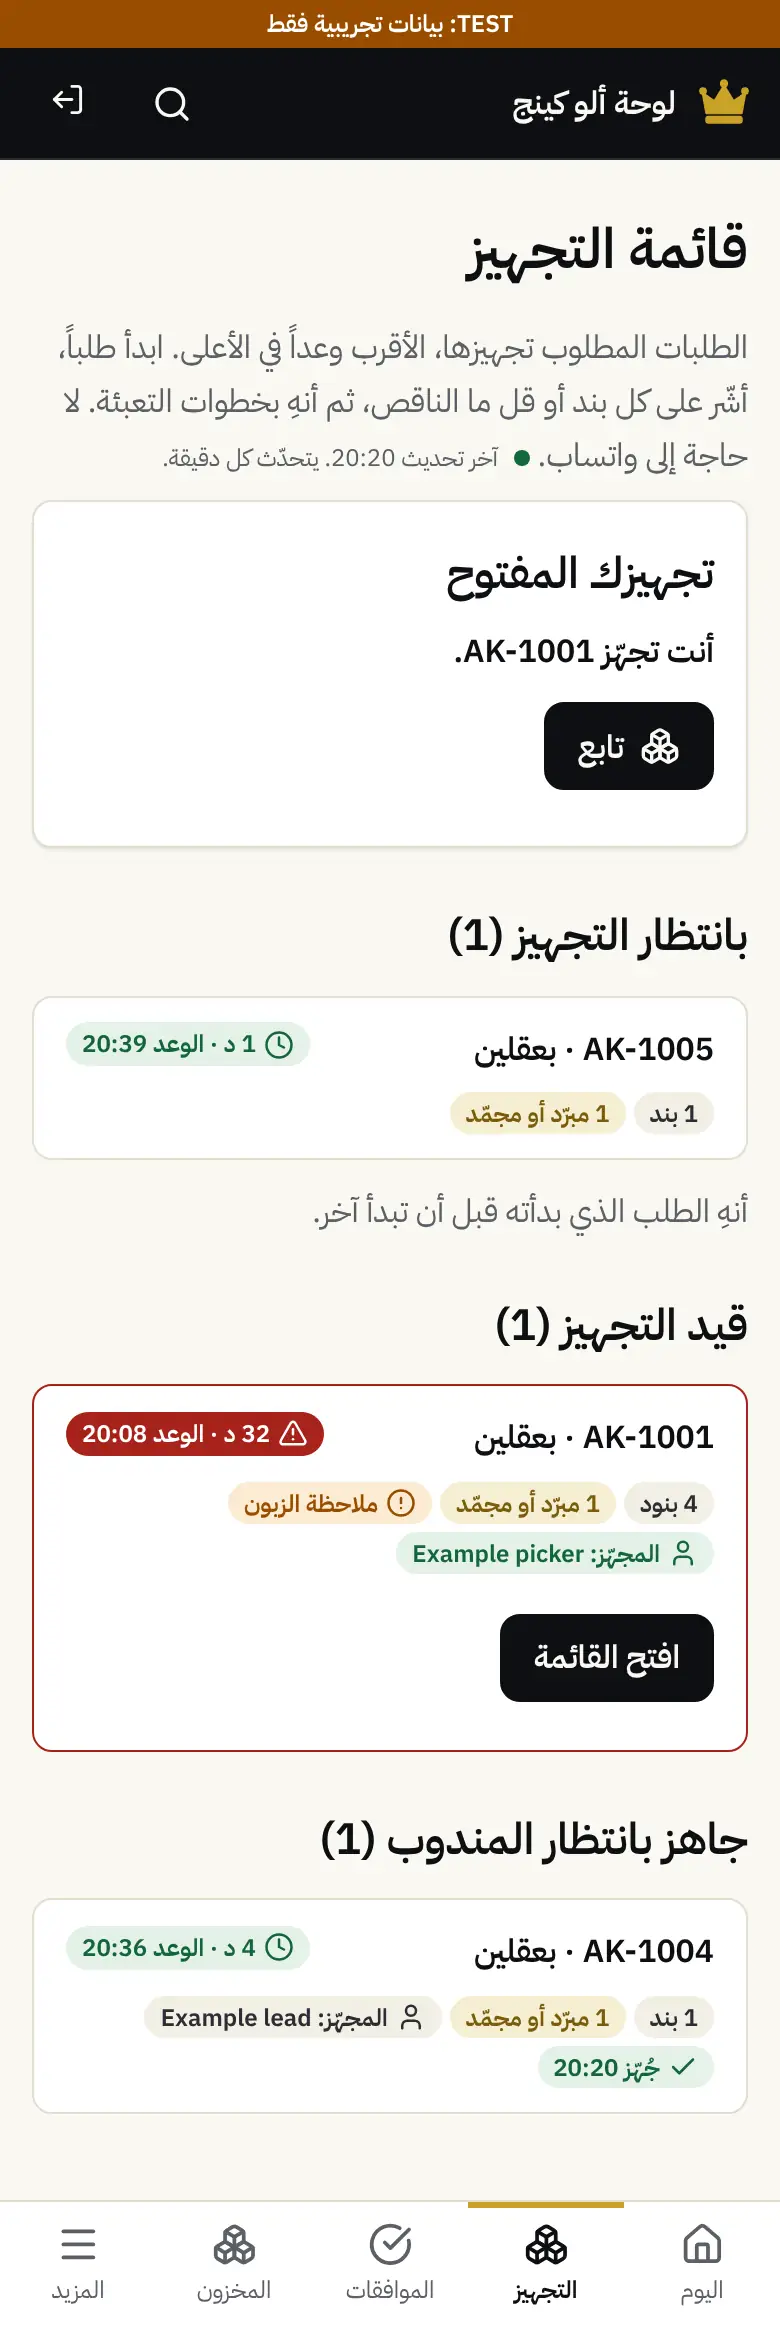 TEST: بيانات تجريبية فقط
لوحة ألو كينج
قائمة التجهيز
الطلبات المطلوب تجهيزها، الأقرب وعداً في الأعلى. ابدأ طلباً،
أشّر على كل بند أو قل ما الناقص، ثم أنهِ بخطوات التعبئة. لا
حاجة إلى واتساب. آخر تحديث 20:20. يتحدّث كل دقيقة.
تجهيزك المفتوح
أنت تجهّز AK-1001.
تابع
بانتظار التجهيز (1)
AK-1005 · بعقلين
1 د · الوعد 20:39
1 بند
1 مبرّد أو مجمّد
أنهِ الطلب الذي بدأته قبل أن تبدأ آخر.
قيد التجهيز (1)
AK-1001 · بعقلين
32 د · الوعد 20:08
4 بنود
1 مبرّد أو مجمّد
ملاحظة الزبون
المجهّز: Example picker
افتح القائمة
جاهز بانتظار المندوب (1)
AK-1004 · بعقلين
4 د · الوعد 20:36
1 بند
1 مبرّد أو مجمّد
المجهّز: Example lead
جُهّز 20:20
اليوم
التجهيز
الموافقات
المخزون
المزيد